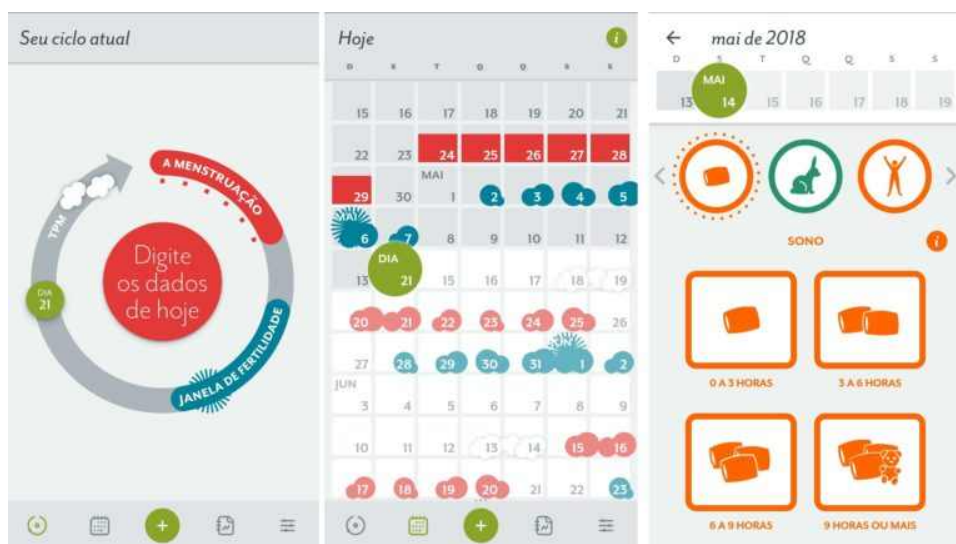 Seu ciclo atual
A MENSTRUAÇÃO
TPM
Digite
os dados
de hoje
DIA
21
JANELA DE FERTILIDADE
Hoje
i
D S T Q Q S S
15 16 17 18 19 20 21
22 23 24 25 26 27 28
MAI
29 30 1 2 3 4 5
6 7 8 9 10 11 12
DIA
13 21 15 16 17 18 19
20 21 22 23 24 25 26
JUN
27 28 29 30 31 1 2
JUN
3 4 5 6 7 8 9
10 11 12 13 14 15 16
17 18 19 20 21 22 23
mai de 2018
D S T Q Q S S
MAI
13 14 15 16 17 18 19
SONO
i
0 A 3 HORAS
3 A 6 HORAS
6 A 9 HORAS
9 HORAS OU MAIS